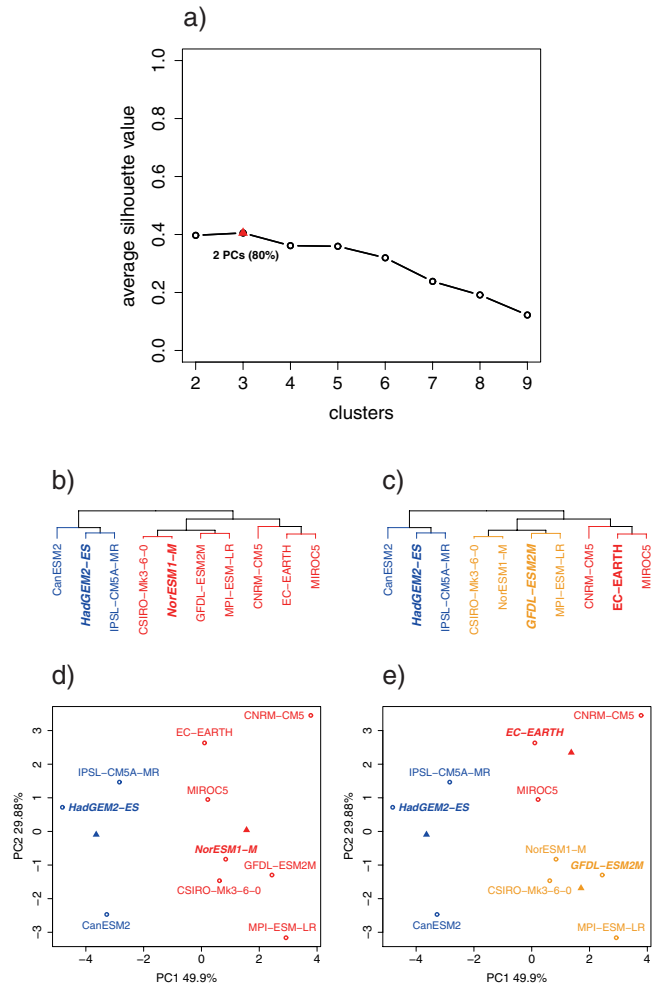 a)
average silhouette value
0.0 0.2 0.4 0.6 0.8 1.0
2 PCs (80%)
2 3 4 5 6 7 8 9
clusters
b)
CanESM2
HadGEM2-ES
IPSL-CM5A-MR
CSIRO-Mk3-6-0
NorESM1-M
GFDL-ESM2M
MPI-ESM-LR
CNRM-CM5
EC-EARTH
MIROC5
c)
CanESM2
HadGEM2-ES
IPSL-CM5A-MR
CSIRO-Mk3-6-0
NorESM1-M
GFDL-ESM2M
MPI-ESM-LR
CNRM-CM5
EC-EARTH
MIROC5
d)
PC2 29.88%
-3 -2 -1 0 1 2 3
CNRM-CM5
EC-EARTH
IPSL-CM5A-MR
MIROC5
HadGEM2-ES
NorESM1-M
GFDL-ESM2M
CSIRO-Mk3-6-0
CanESM2
MPI-ESM-LR
-4 -2 0 2 4
PC1 49.9%
e)
PC2 29.88%
-3 -2 -1 0 1 2 3
CNRM-CM5
EC-EARTH
IPSL-CM5A-MR
MIROC5
HadGEM2-ES
NorESM1-M
GFDL-ESM2M
CSIRO-Mk3-6-0
CanESM2
MPI-ESM-LR
-4 -2 0 2 4
PC1 49.9%